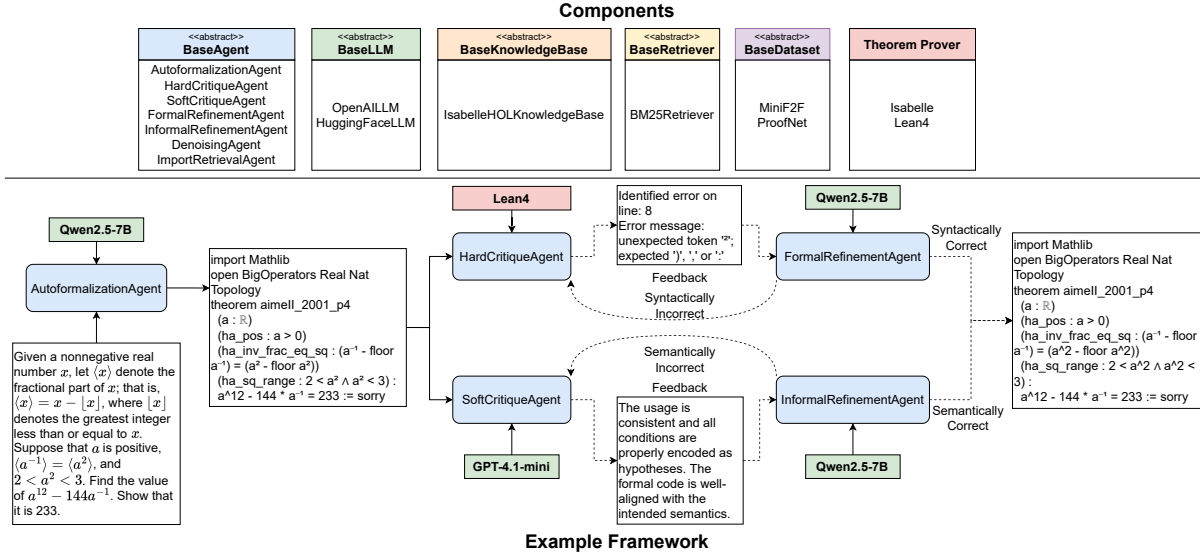 Components
<<abstract>>
BaseAgent
AutoformalizationAgent
HardCritiqueAgent
SoftCritiqueAgent
FormalRefinementAgent
InformalRefinementAgent
DenoisingAgent
ImportRetrievalAgent
<<abstract>>
BaseLLM
OpenAILLM
HuggingFaceLLM
<<abstract>>
BaseKnowledgeBase
IsabelleHOLKnowledgeBase
<<abstract>>
BaseRetriever
BM25Retriever
<<abstract>>
BaseDataset
MiniF2F
ProofNet
Theorem Prover
Isabelle
Lean4
Qwen2.5-7B
AutoformalizationAgent
Given a nonnegative real
number x, let ⟨x⟩ denote the
fractional part of x; that is,
⟨x⟩ = x − ⌊x⌋, where ⌊x⌋
denotes the greatest integer
less than or equal to x.
Suppose that a is positive,
⟨a⁻¹⟩ = ⟨a²⟩, and
2 < a² < 3. Find the value
of a¹² − 144a⁻¹. Show that
it is 233.
import Mathlib
open BigOperators Real Nat
Topology
theorem aimeII_2001_p4
(a : ℝ)
(ha_pos : a > 0)
(ha_inv_frac_eq_sq : (a⁻¹ - floor
a⁻¹) = (a² - floor a²))
(ha_sq_range : 2 < a² ∧ a² < 3) :
a^12 - 144 * a⁻¹ = 233 := sorry
Lean4
HardCritiqueAgent
Identified error on
line: 8
Error message:
unexpected token '²';
expected ')', ',' or ':'
Feedback
Syntactically
Incorrect
Qwen2.5-7B
FormalRefinementAgent
Syntactically
Correct
SoftCritiqueAgent
GPT-4.1-mini
Semantically
Incorrect
Feedback
The usage is
consistent and all
conditions are
properly encoded as
hypotheses. The
formal code is well-
aligned with the
intended semantics.
InformalRefinementAgent
Qwen2.5-7B
Semantically
Correct
import Mathlib
open BigOperators Real Nat
Topology
theorem aimeII_2001_p4
(a : ℝ)
(ha_pos : a > 0)
(ha_inv_frac_eq_sq : (a⁻¹ - floor
a⁻¹) = (a^2 - floor a^2))
(ha_sq_range : 2 < a^2 ∧ a^2 <
3) :
a^12 - 144 * a⁻¹ = 233 := sorry
Example Framework